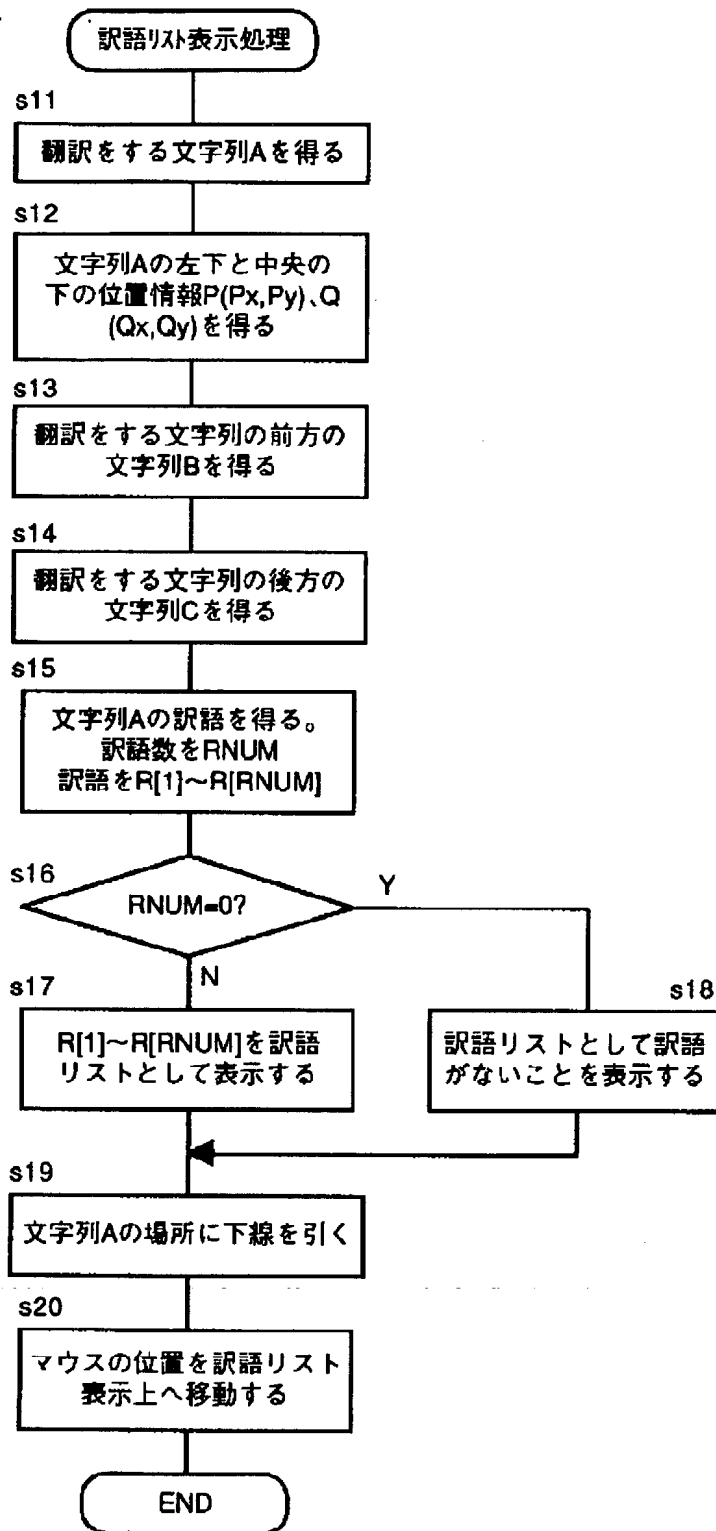 訳語リスト表示処理
s11
翻訳をする文字列Aを得る
s12
文字列Aの左下と中央の
下の位置情報P(Px,Py)、Q
(Qx,Qy)を得る
s13
翻訳をする文字列の前方の
文字列Bを得る
s14
翻訳をする文字列の後方の
文字列Cを得る
s15
文字列Aの訳語を得る。
訳語数をRNUM
訳語をR[1]〜R[RNUM]
s16
RNUM=0?
Y
N
s17
R[1]〜R[RNUM]を訳語
リストとして表示する
s18
訳語リストとして訳語
がないことを表示する
s19
文字列Aの場所に下線を引く
s20
マウスの位置を訳語リスト
表示上へ移動する
END